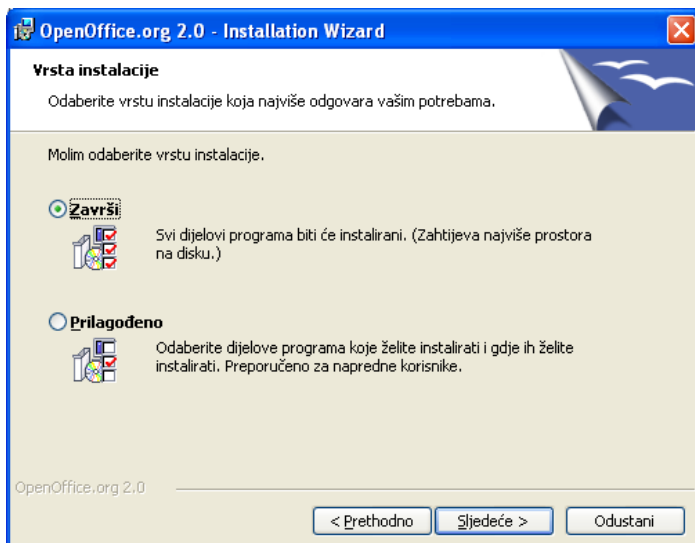 OpenOffice.org 2.0 - Installation Wizard
Vrsta instalacije
Odaberite vrstu instalacije koja najviše odgovara vašim potrebama.
Molim odaberite vrstu instalacije.
Završi
Svi dijelovi programa biti će instalirani. (Zahtijeva najviše prostora
na disku.)
Prilagođeno
Odaberite dijelove programa koje želite instalirati i gdje ih želite
instalirati. Preporučeno za napredne korisnike.
OpenOffice.org 2.0
< Prethodno Sljedeće > Odustani